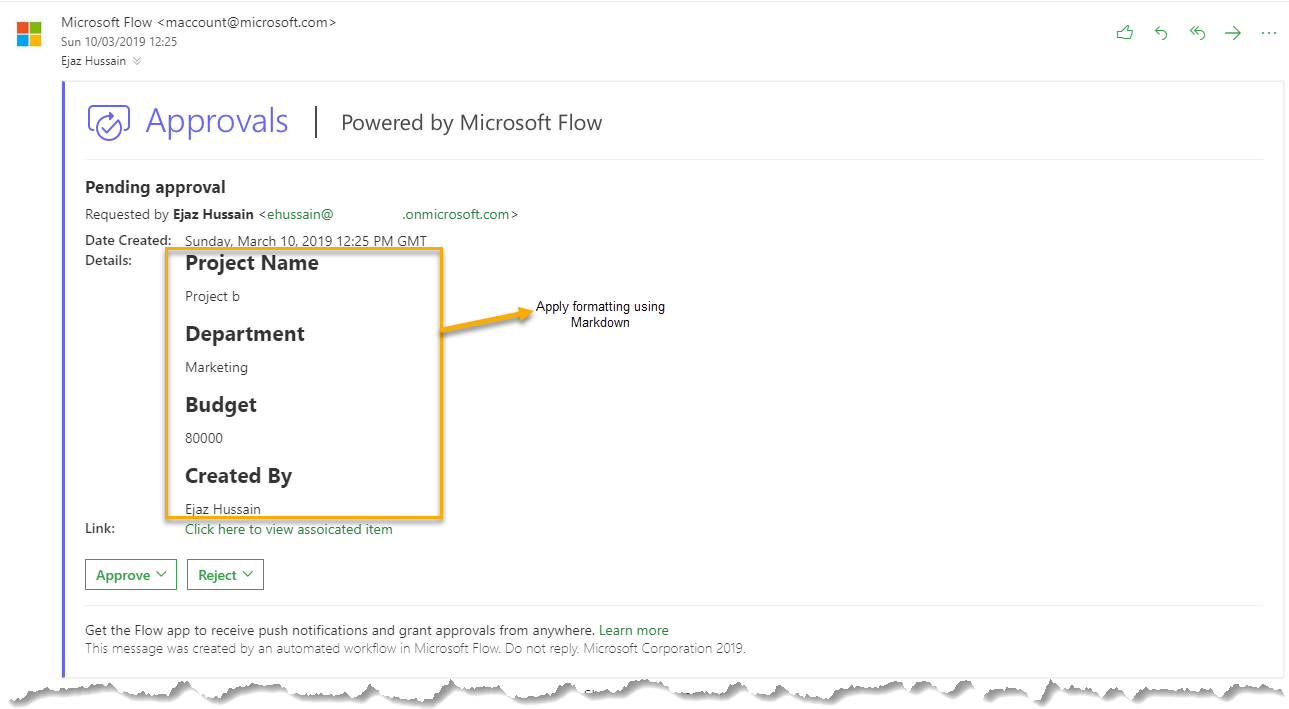 Microsoft Flow <maccount@microsoft.com>
Sun 10/03/2019 12:25
Ejaz Hussain
Approvals | Powered by Microsoft Flow
Pending approval
Requested by Ejaz Hussain <ehussain@ .onmicrosoft.com>
Date Created: Sunday, March 10, 2019 12:25 PM GMT
Details: Project Name
Project b
Department
Marketing
Budget
80000
Created By
Ejaz Hussain
Apply formatting using
Markdown
Link: Click here to view assoicated item
Approve Reject
Get the Flow app to receive push notifications and grant approvals from anywhere. Learn more
This message was created by an automated workflow in Microsoft Flow. Do not reply. Microsoft Corporation 2019.